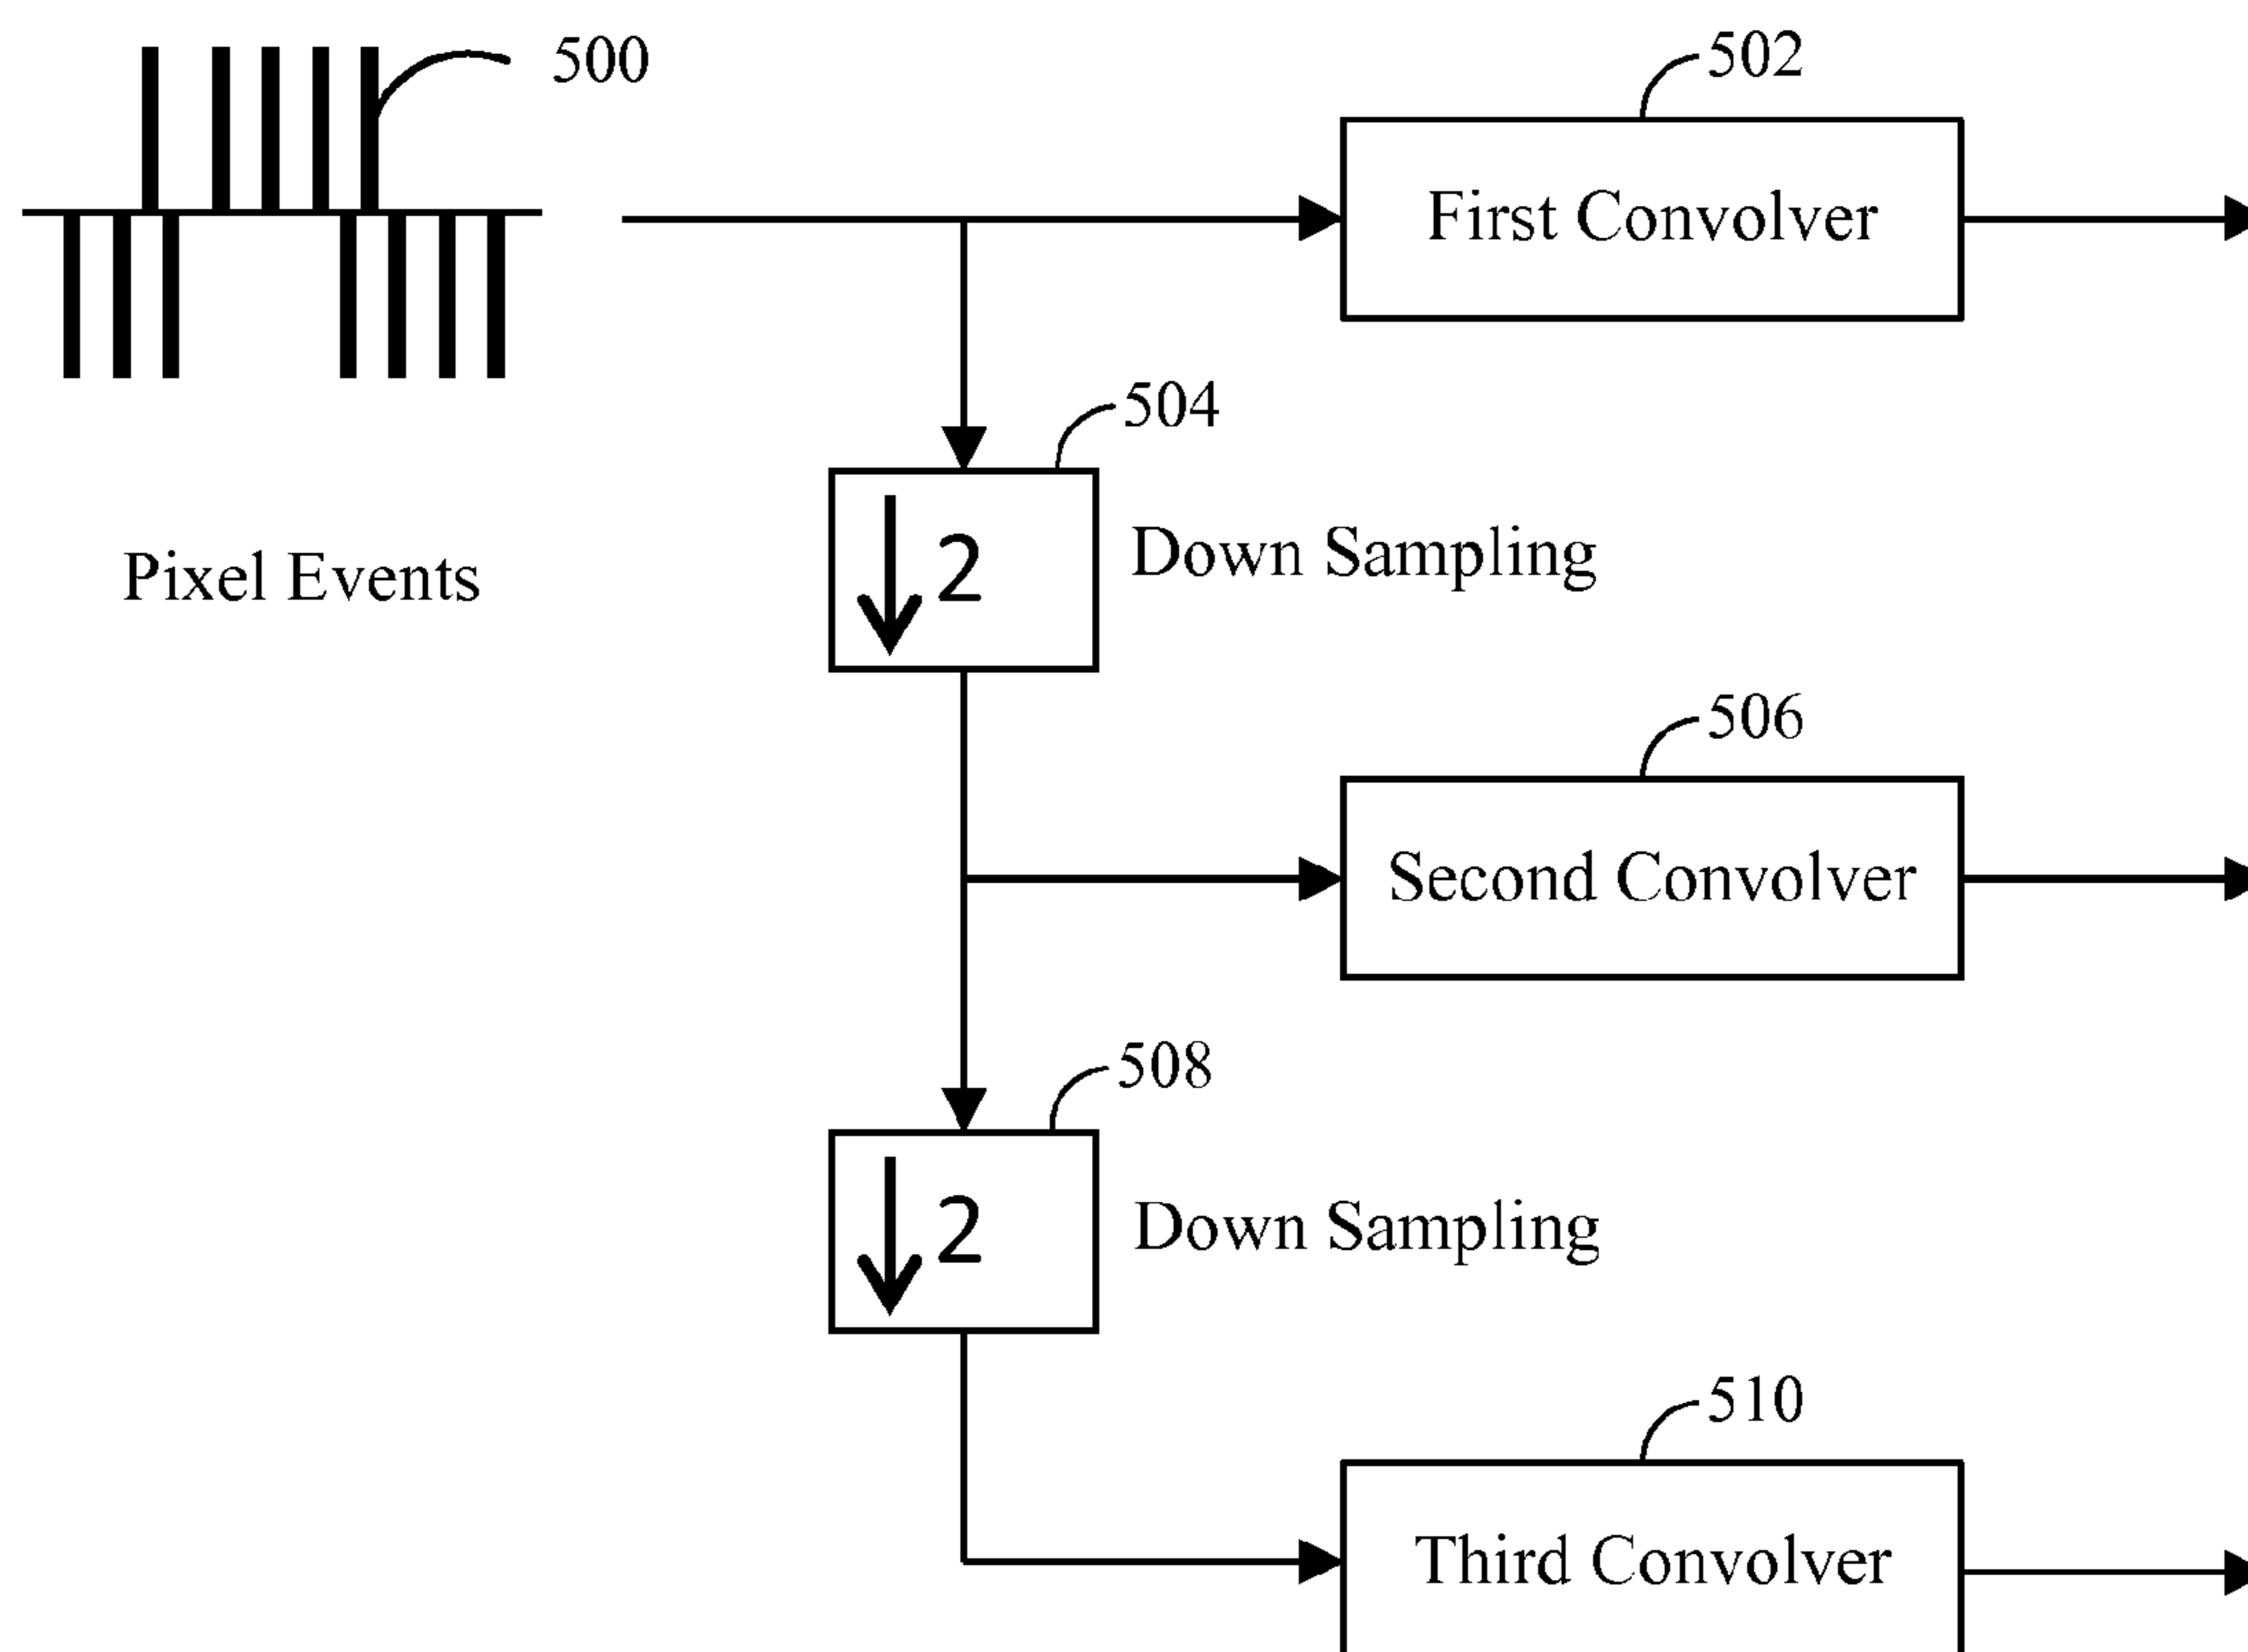 500
502
First Convolver
504
2
Down Sampling
Pixel Events
506
Second Convolver
508
2
Down Sampling
510
Third Convolver